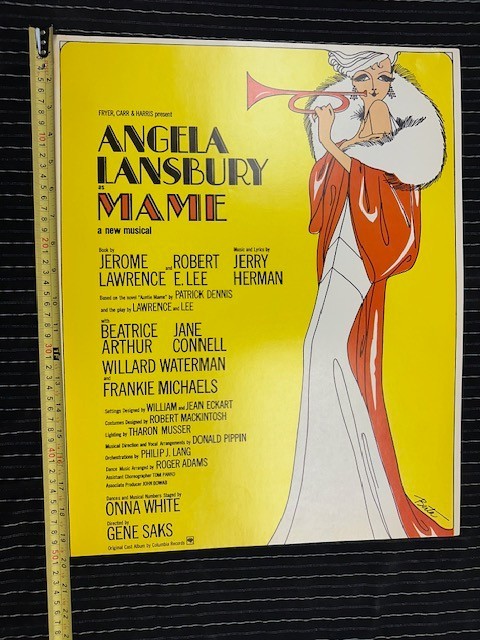 FRYER, CARR & HARRIS present
ANGELA
LANSBURY
as
MAME
a new musical
Book by
JEROME LAWRENCE and ROBERT E. LEE
Music and Lyrics by
JERRY HERMAN
Based on the novel "Auntie Mame" by PATRICK DENNIS
and the play by LAWRENCE and LEE
with
BEATRICE ARTHUR
JANE CONNELL
WILLARD WATERMAN
and
FRANKIE MICHAELS
Settings Designed by WILLIAM and JEAN ECKART
Costumes Designed by ROBERT MACKINTOSH
Lighting by THARON MUSSER
Musical Direction and Vocal Arrangements by DONALD PIPPIN
Orchestrations by PHILIP J. LANG
Dance Music Arranged by ROGER ADAMS
Assistant Choreographer TOM PANKO
Associate Producer JOHN BOWAB
Dances and Musical Numbers Staged by
ONNA WHITE
Directed by
GENE SAKS
Original Cast Album by Columbia Records